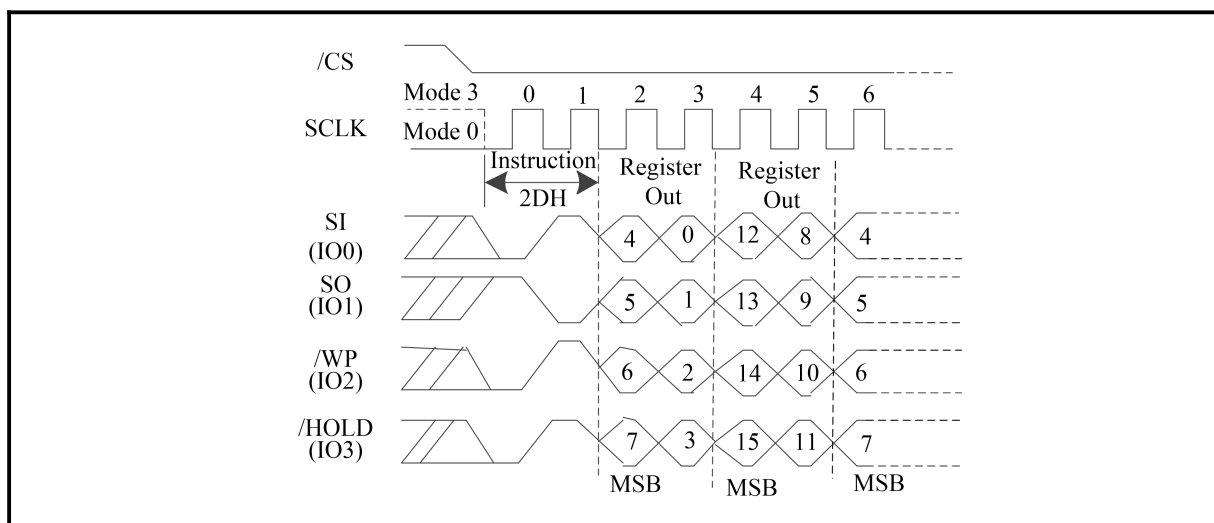 /CS
Mode 3 0 1 2 3 4 5 6
SCLK Mode 0
Instruction
2DH
Register
Out
Register
Out
SI
(IO0)
4 0 12 8 4
SO
(IO1)
5 1 13 9 5
/WP
(IO2)
6 2 14 10 6
/HOLD
(IO3)
7 3 15 11 7
MSB MSB MSB